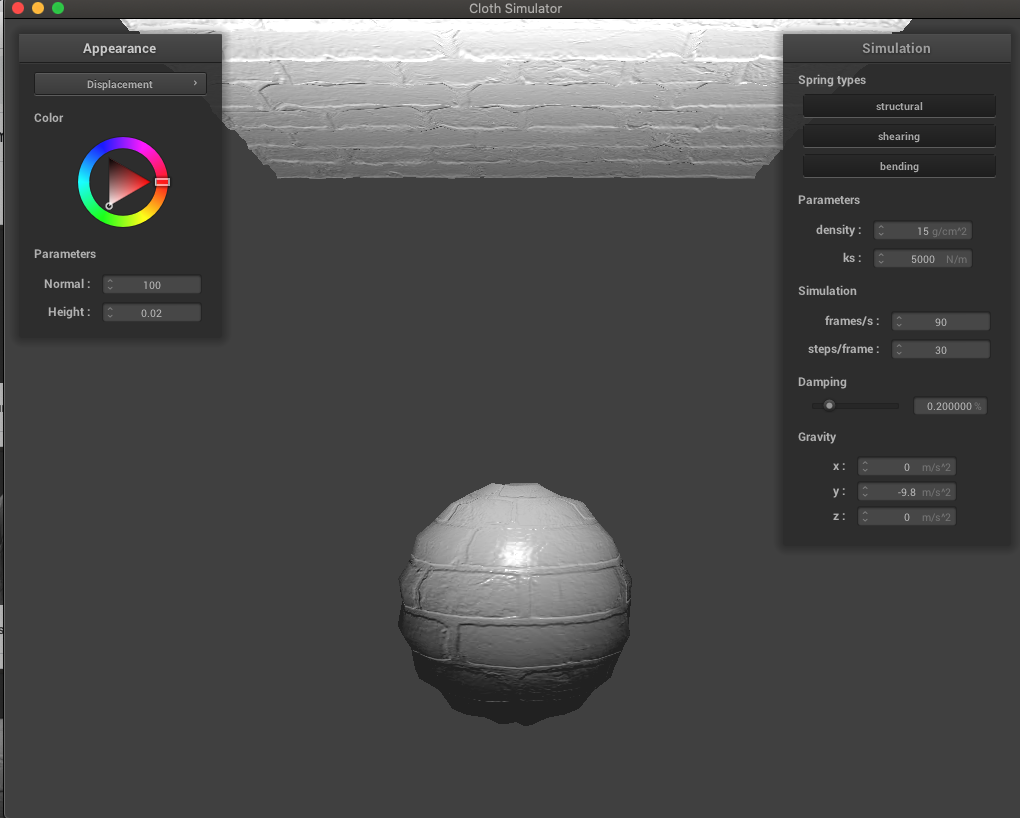 Cloth Simulator
Appearance
Displacement
Color
Parameters
Normal : 100
Height : 0.02
Simulation
Spring types
structural
shearing
bending
Parameters
density : 15 g/cm^2
ks : 5000 N/m
Simulation
frames/s : 90
steps/frame : 30
Damping
0.200000 %
Gravity
x : 0 m/s^2
y : -9.8 m/s^2
z : 0 m/s^2